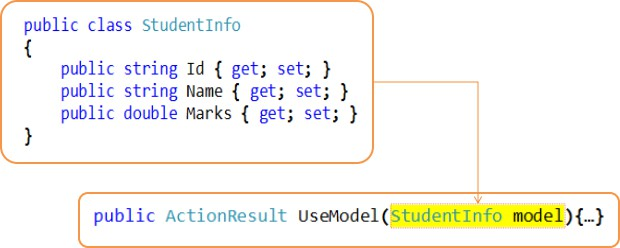 public class StudentInfo
{
public string Id { get; set; }
public string Name { get; set; }
public double Marks { get; set; }
}
public ActionResult UseModel(StudentInfo model){…}